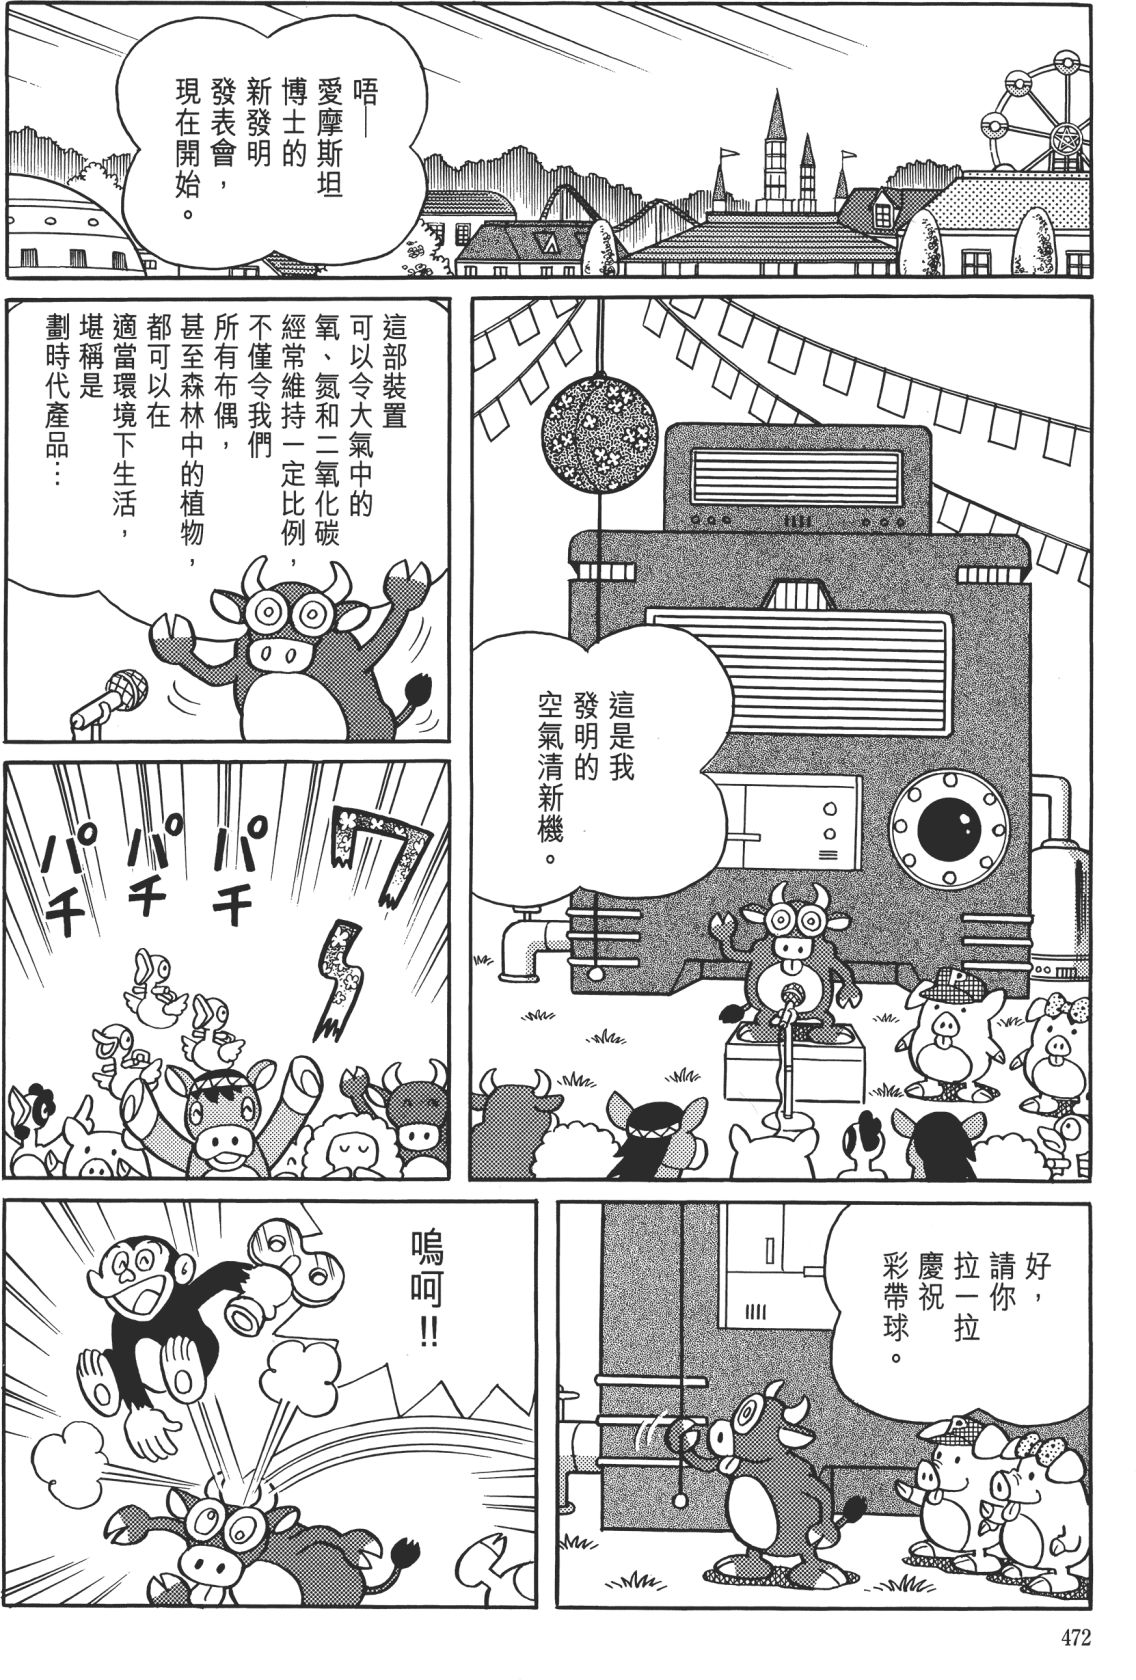 唔—
愛摩斯坦
博士的
新發明
發表會，
現在開始。
這是我
發明的
空氣清新機。
這部裝置
可以令大氣中的
氧、氮和二氧化碳
經常維持一定比例，
不僅令我們
所有布偶，
甚至森林中的植物，
都可以在
適當環境下生活，
堪稱是
劃時代產品…
ワー
パチ
パチ
パチ
P
好，
請你
拉一拉
慶祝
彩帶球。
P
嗚呵!!
472